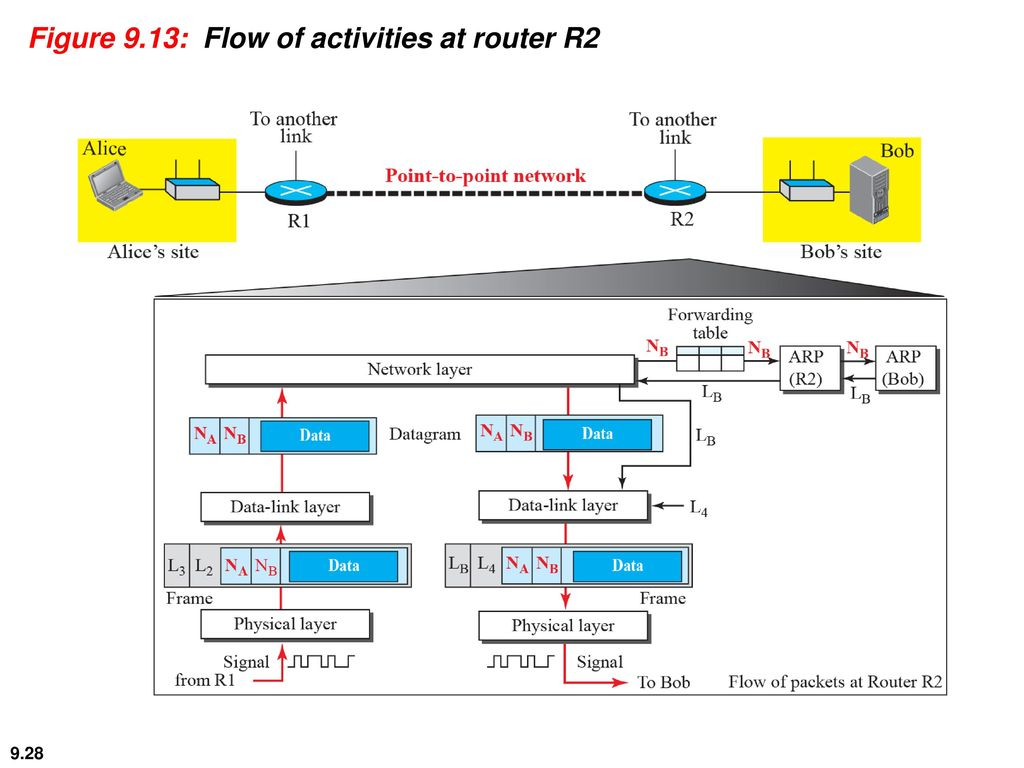 Figure 9.13: Flow of activities at router R2
To another
link
To another
link
Alice
Bob
Point-to-point network
R1
R2
Alice’s site
Bob’s site
Forwarding
table
NB
NB
ARP
(R2)
NB
ARP
(Bob)
Network layer
LB
LB
NA NB Data
Datagram
NA NB Data
LB
Data-link layer
Data-link layer
L4
L3 L2 NA NB Data
LB L4 NA NB Data
Frame
Frame
Physical layer
Physical layer
Signal
from R1
Signal
To Bob
Flow of packets at Router R2
9.28